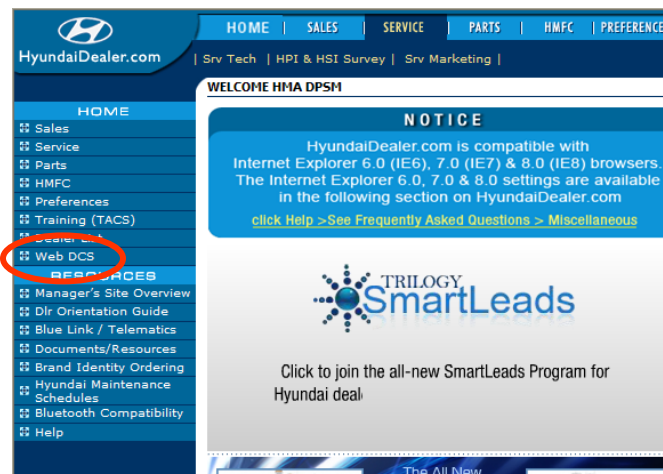 HyundaiDealer.com
HOME | SALES | SERVICE | PARTS | HMFC | PREFERENCE
| Srv Tech | HPI & HSI Survey | Srv Marketing |
WELCOME HMA DPSM
HOME
Sales
Service
Parts
HMFC
Preferences
Training (TACS)
Dealer List
Web DCS
RESOURCES
Manager's Site Overview
Dlr Orientation Guide
Blue Link / Telematics
Documents/Resources
Brand Identity Ordering
Hyundai Maintenance
Schedules
Bluetooth Compatibility
Help
NOTICE
HyundaiDealer.com is compatible with
Internet Explorer 6.0 (IE6), 7.0 (IE7) & 8.0 (IE8) browsers.
The Internet Explorer 6.0, 7.0 & 8.0 settings are available
in the following section on HyundaiDealer.com
click Help >See Frequently Asked Questions > Miscellaneous
TRILOGY
SmartLeads
Click to join the all-new SmartLeads Program for
Hyundai deal
The All New